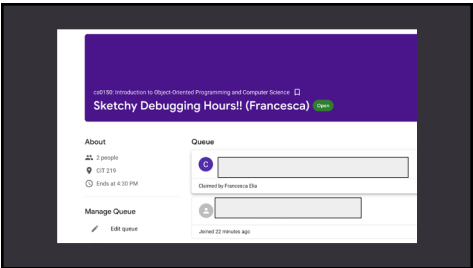 cs0150: Introduction to Object-Oriented Programming and Computer Science
Sketchy Debugging Hours!! (Francesca) Open
About
2 people
CIT 219
Ends at 4:30 PM
Manage Queue
Edit queue
Queue
C
Claimed by Francesca Elia
Joined 22 minutes ago